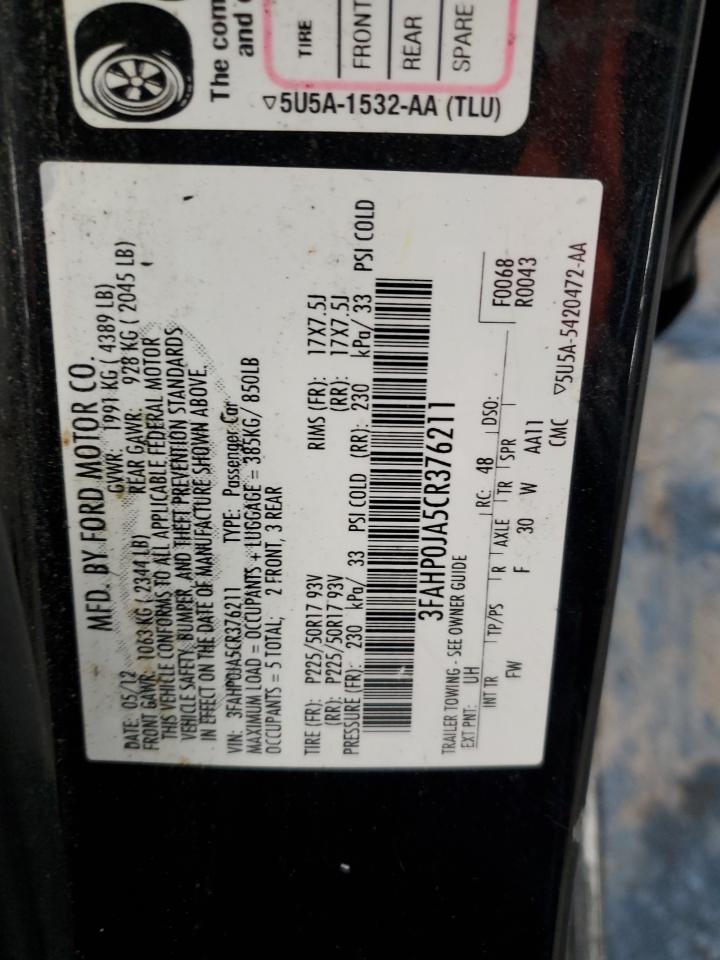 The com
and
TIRE
FRONT
REAR
SPARE
▽5U5A-1532-AA (TLU)
MFD. BY FORD MOTOR CO.
DATE: 05/12 GVWR: 1991 KG ( 4389 LB)
FRONT GAWR: 1063 KG ( 2344 LB) REAR GAWR: 928 KG ( 2045 LB)
THIS VEHICLE CONFORMS TO ALL APPLICABLE FEDERAL MOTOR
VEHICLE SAFETY, BUMPER, AND THEFT PREVENTION STANDARDS
IN EFFECT ON THE DATE OF MANUFACTURE SHOWN ABOVE.
VIN: 3FAHP0JA5CR376211 TYPE: Passenger Car
MAXIMUM LOAD = OCCUPANTS + LUGGAGE = 385KG/ 850LB
OCCUPANTS = 5 TOTAL; 2 FRONT, 3 REAR
TIRE (FR): P225/50R17 93V RIMS (FR): 17X7.5J
(RR): P225/50R17 93V (RR): 17X7.5J
PRESSURE (FR): 230 kPa/ 33 PSI COLD (RR): 230 kPa/ 33 PSI COLD
3FAHP0JA5CR376211
TRAILER TOWING - SEE OWNER GUIDE
EXT PNT: UH RC: 48 DSO: F0068
R0043
INT TR TP/PS R AXLE TR SPR
FW F 30 W AA11
CMC ▽5U5A-5420472-AA